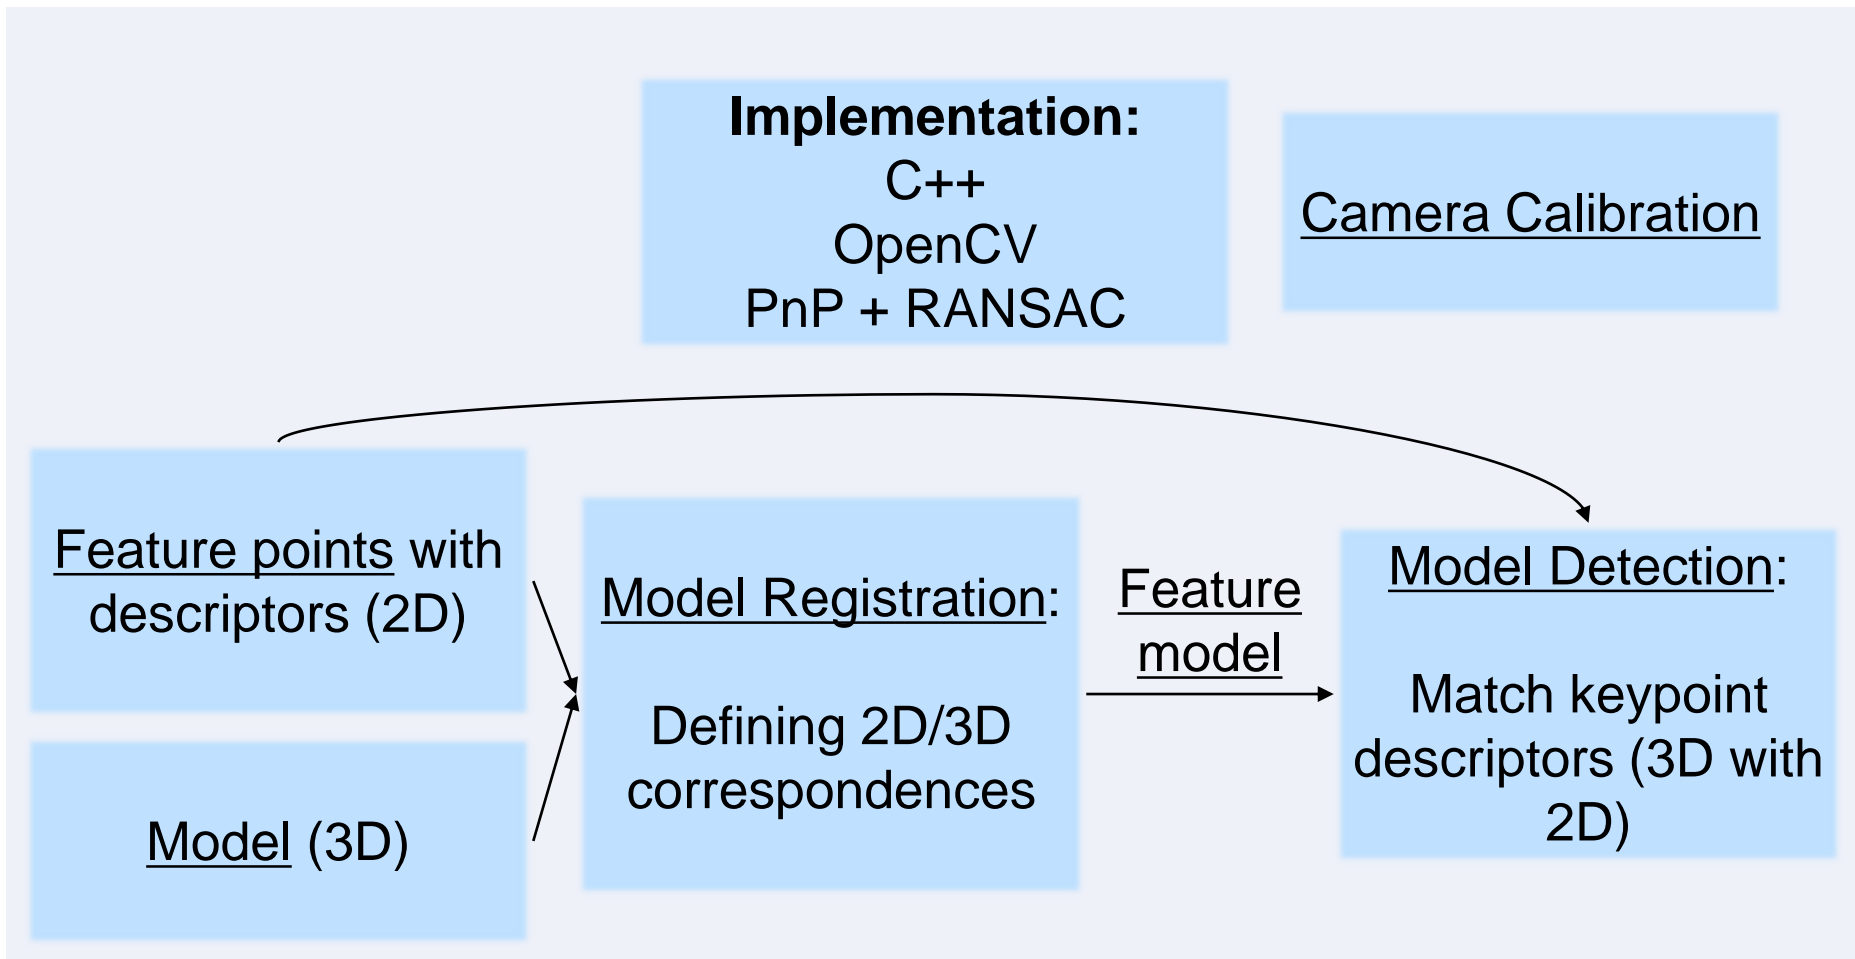 Implementation:
C++
OpenCV
PnP + RANSAC
Camera Calibration
Feature points with
descriptors (2D)
Model (3D)
Model Registration:
Defining 2D/3D
correspondences
Feature
model
Model Detection:
Match keypoint
descriptors (3D with
2D)